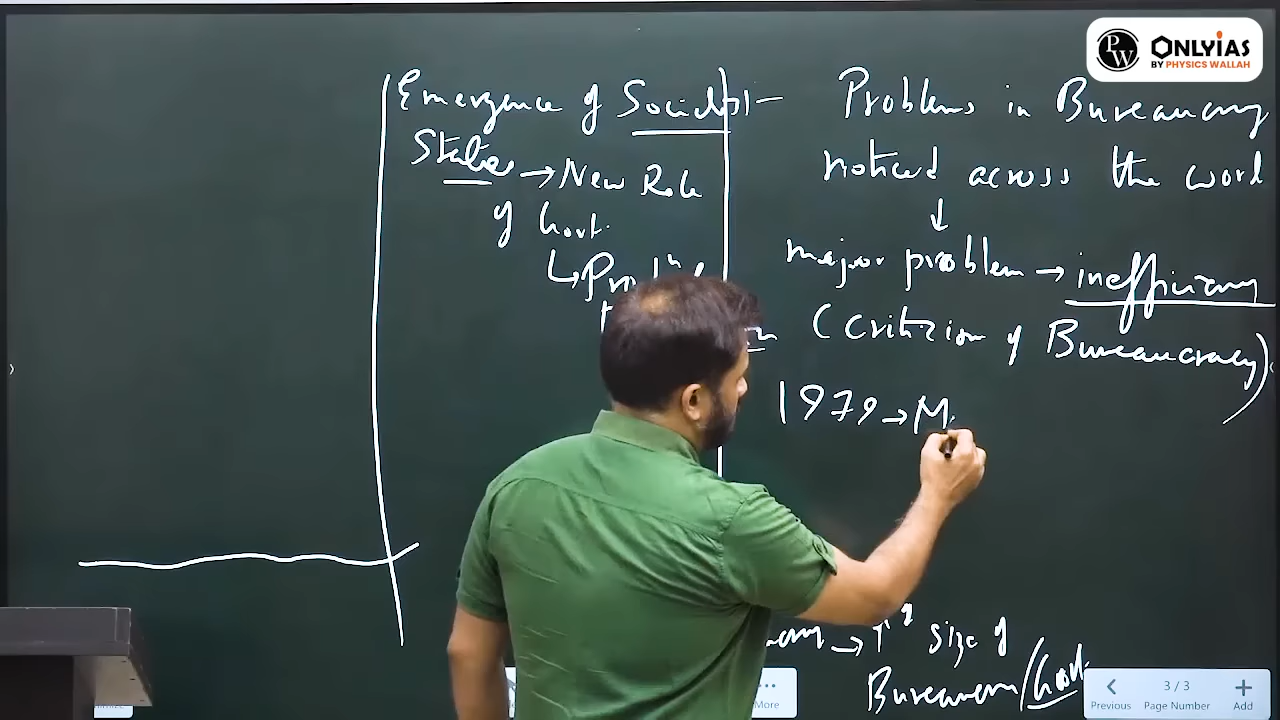 PW ONLYIAS
BY PHYSICS WALLAH
Emergence of Socialist
State → New Role
of Govt.
Problems in Bureaucracy
noticed across the world
↓
major problem → inefficiency
(Criticism of Bureaucracy)
1979 → M
size of
Bureaucracy/Govt
More
Previous
3 / 3
Page Number
Add